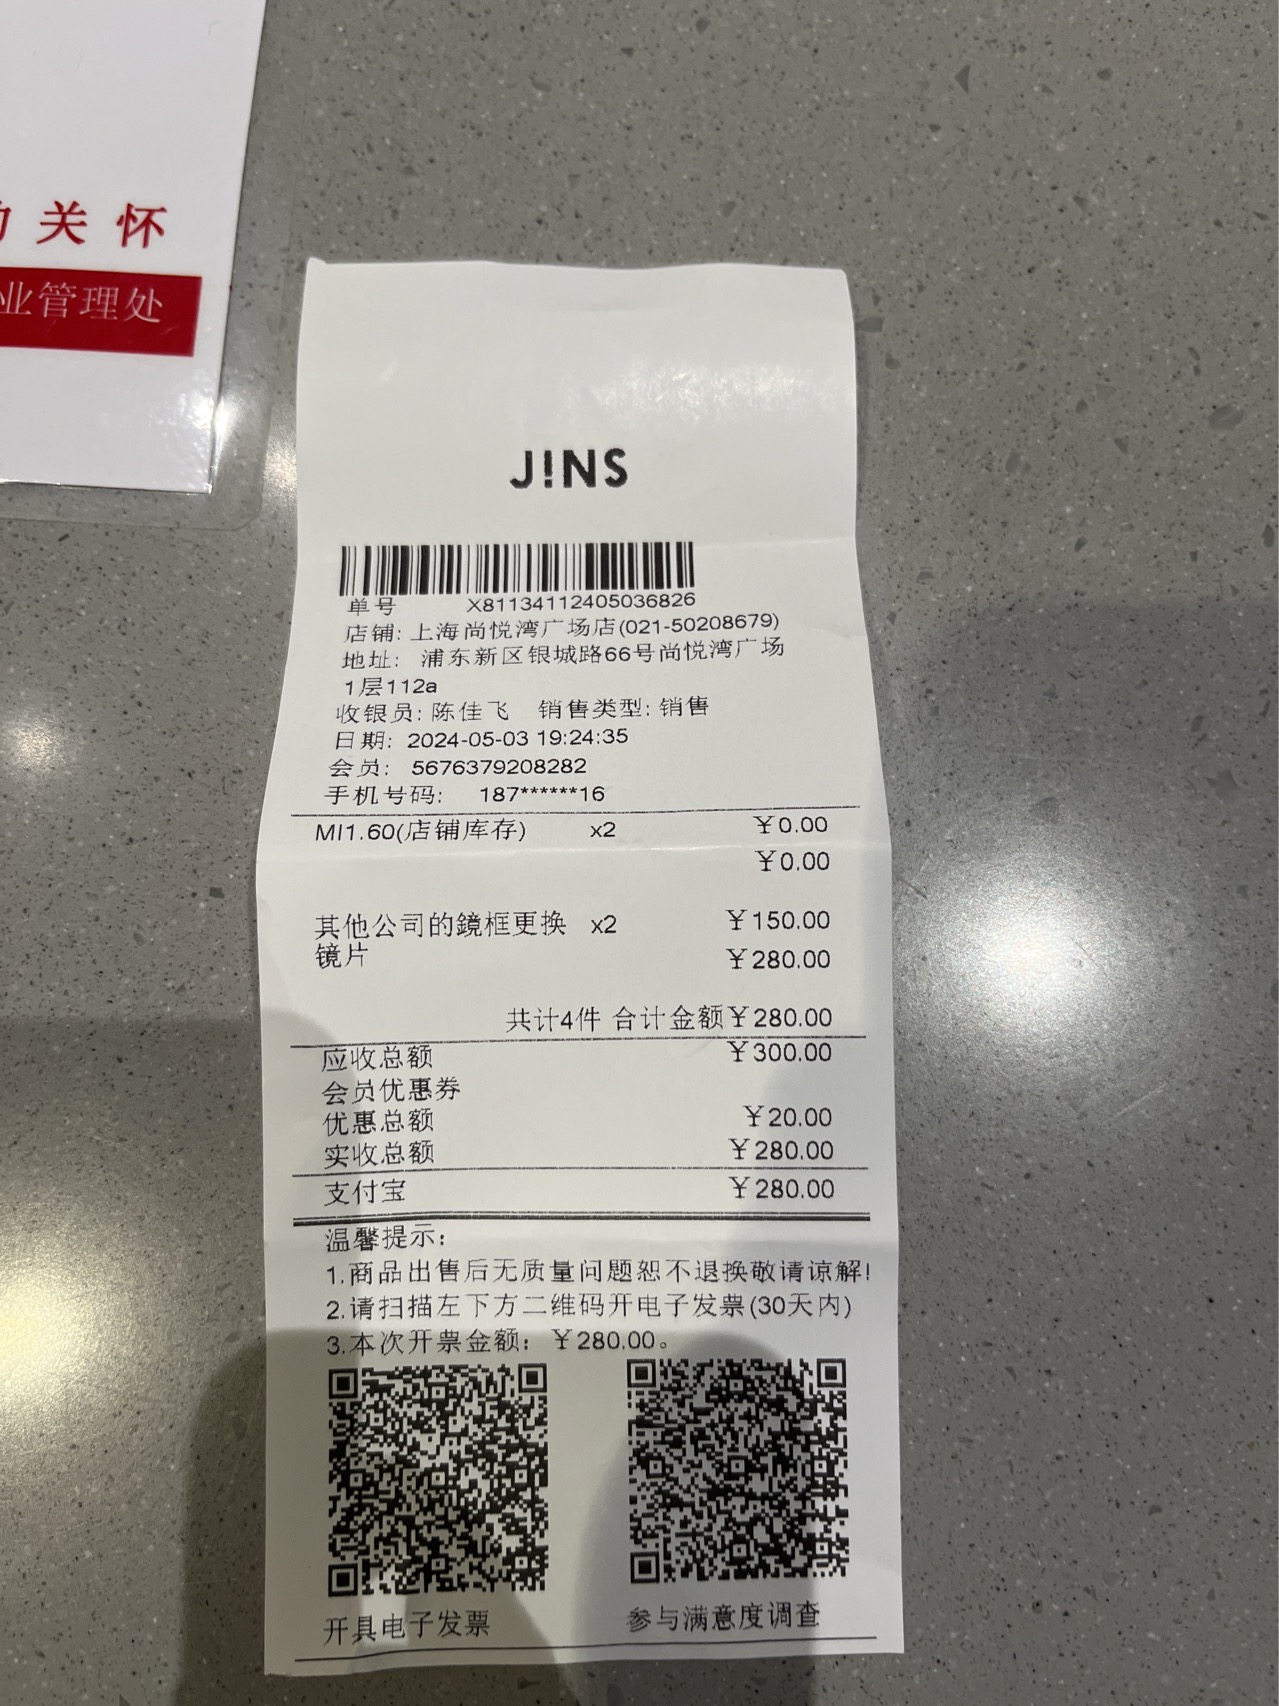 关怀
业管理处
J!NS
单号 X81134112405036826
店铺: 上海尚悦湾广场店(021-50208679)
地址: 浦东新区银城路66号尚悦湾广场
1层112a
收银员: 陈佳飞 销售类型: 销售
日期: 2024-05-03 19:24:35
会员: 5676379208282
手机号码: 187******16
MI1.60(店铺库存) x2 ¥0.00
¥0.00
其他公司的鏡框更换 x2 ¥150.00
镜片 ¥280.00
共计4件 合计金额¥280.00
应收总额 ¥300.00
会员优惠券
优惠总额 ¥20.00
实收总额 ¥280.00
支付宝 ¥280.00
温馨提示:
1.商品出售后无质量问题恕不退换敬请谅解!
2.请扫描左下方二维码开电子发票(30天内)
3.本次开票金额: ¥280.00。
开具电子发票 参与满意度调查